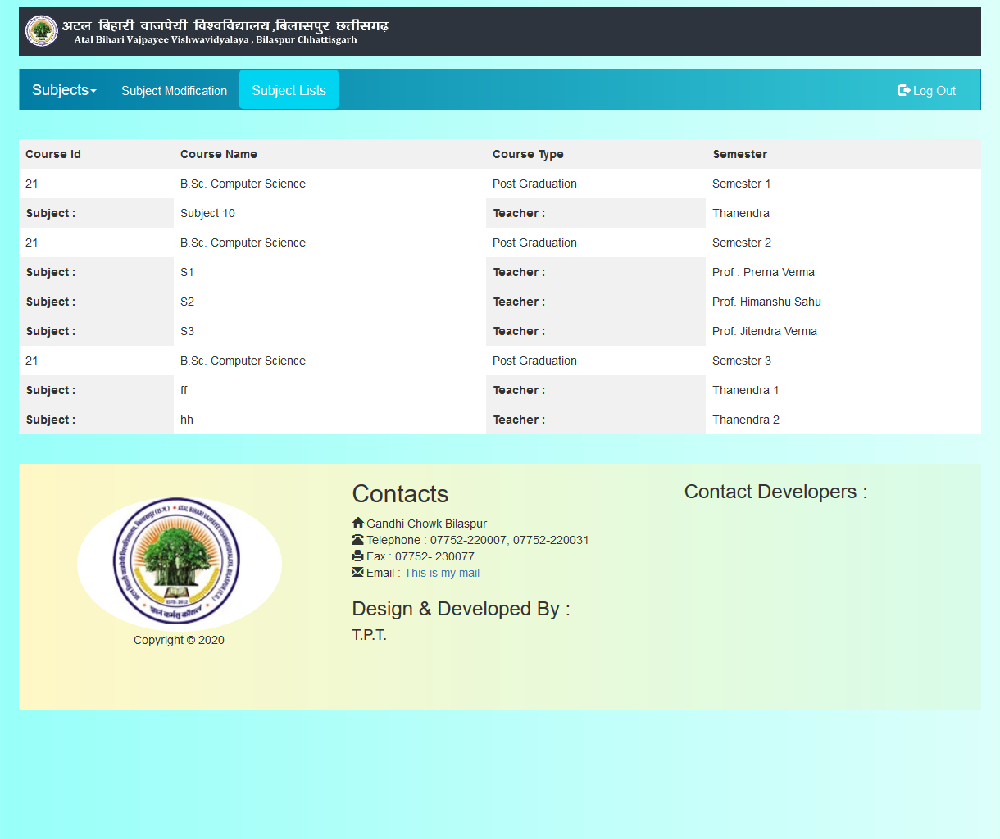 अटल बिहारी वाजपेयी विश्वविद्यालय,बिलासपुर छत्तीसगढ़
Atal Bihari Vajpayee Vishwavidyalaya , Bilaspur Chhattisgarh
Subjects Subject Modification Subject Lists Log Out
Course Id Course Name Course Type Semester
21 B.Sc. Computer Science Post Graduation Semester 1
Subject : Subject 10 Teacher : Thanendra
21 B.Sc. Computer Science Post Graduation Semester 2
Subject : S1 Teacher : Prof . Prerna Verma
Subject : S2 Teacher : Prof. Himanshu Sahu
Subject : S3 Teacher : Prof. Jitendra Verma
21 B.Sc. Computer Science Post Graduation Semester 3
Subject : ff Teacher : Thanendra 1
Subject : hh Teacher : Thanendra 2
ESTD. 2012
Copyright © 2020
Contacts
Gandhi Chowk Bilaspur
Telephone : 07752-220007, 07752-220031
Fax : 07752- 230077
Email : This is my mail
Design & Developed By :
T.P.T.
Contact Developers :